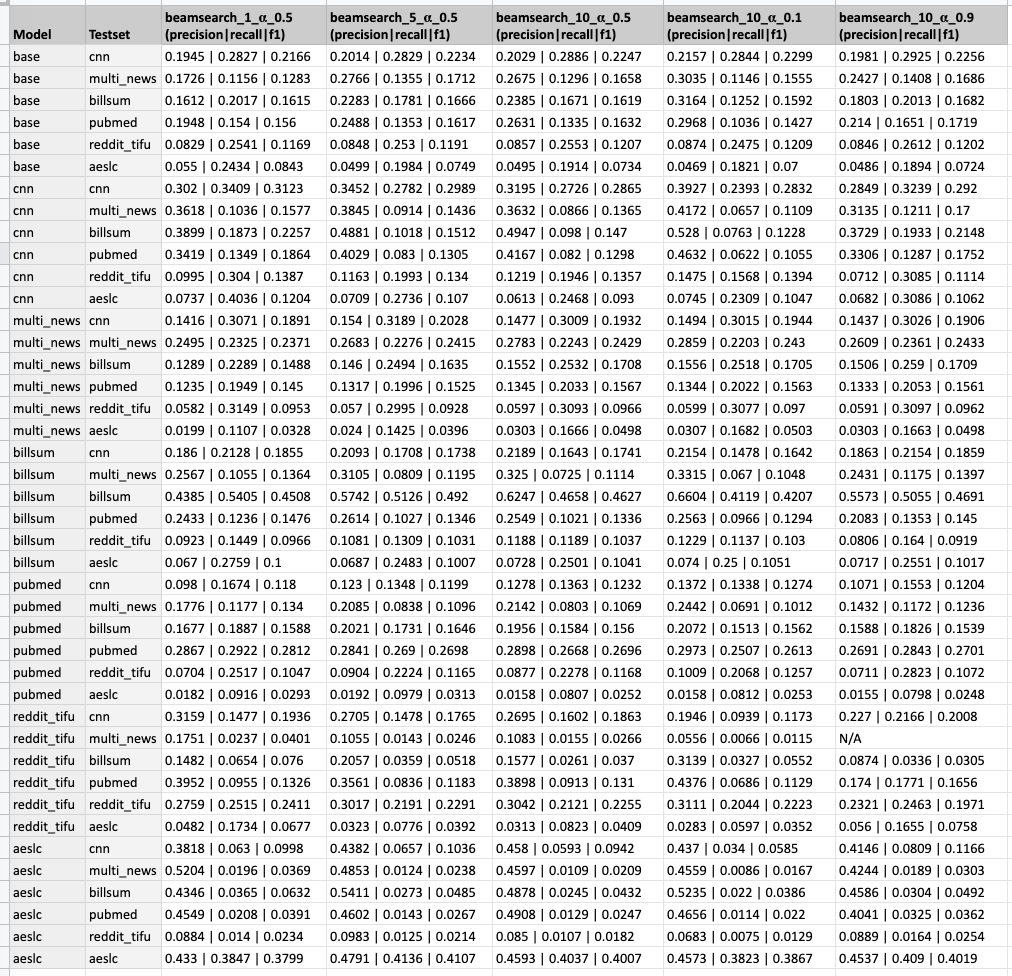 beamsearch_1_α_0.5 beamsearch_5_α_0.5 beamsearch_10_α_0.5 beamsearch_10_α_0.1 beamsearch_10_α_0.9
Model Testset (precision|recall|f1) (precision|recall|f1) (precision|recall|f1) (precision|recall|f1) (precision|recall|f1)
base cnn 0.1945 | 0.2827 | 0.2166 0.2014 | 0.2829 | 0.2234 0.2029 | 0.2886 | 0.2247 0.2157 | 0.2844 | 0.2299 0.1981 | 0.2925 | 0.2256
base multi_news 0.1726 | 0.1156 | 0.1283 0.2766 | 0.1355 | 0.1712 0.2675 | 0.1296 | 0.1658 0.3035 | 0.1146 | 0.1555 0.2427 | 0.1408 | 0.1686
base billsum 0.1612 | 0.2017 | 0.1615 0.2283 | 0.1781 | 0.1666 0.2385 | 0.1671 | 0.1619 0.3164 | 0.1252 | 0.1592 0.1803 | 0.2013 | 0.1682
base pubmed 0.1948 | 0.154 | 0.156 0.2488 | 0.1353 | 0.1617 0.2631 | 0.1335 | 0.1632 0.2968 | 0.1036 | 0.1427 0.214 | 0.1651 | 0.1719
base reddit_tifu 0.0829 | 0.2541 | 0.1169 0.0848 | 0.253 | 0.1191 0.0857 | 0.2553 | 0.1207 0.0874 | 0.2475 | 0.1209 0.0846 | 0.2612 | 0.1202
base aeslc 0.055 | 0.2434 | 0.0843 0.0499 | 0.1984 | 0.0749 0.0495 | 0.1914 | 0.0734 0.0469 | 0.1821 | 0.07 0.0486 | 0.1894 | 0.0724
cnn cnn 0.302 | 0.3409 | 0.3123 0.3452 | 0.2782 | 0.2989 0.3195 | 0.2726 | 0.2865 0.3927 | 0.2393 | 0.2832 0.2849 | 0.3239 | 0.292
cnn multi_news 0.3618 | 0.1036 | 0.1577 0.3845 | 0.0914 | 0.1436 0.3632 | 0.0866 | 0.1365 0.4172 | 0.0657 | 0.1109 0.3135 | 0.1211 | 0.17
cnn billsum 0.3899 | 0.1873 | 0.2257 0.4881 | 0.1018 | 0.1512 0.4947 | 0.098 | 0.147 0.528 | 0.0763 | 0.1228 0.3729 | 0.1933 | 0.2148
cnn pubmed 0.3419 | 0.1349 | 0.1864 0.4029 | 0.083 | 0.1305 0.4167 | 0.082 | 0.1298 0.4632 | 0.0622 | 0.1055 0.3306 | 0.1287 | 0.1752
cnn reddit_tifu 0.0995 | 0.304 | 0.1387 0.1163 | 0.1993 | 0.134 0.1219 | 0.1946 | 0.1357 0.1475 | 0.1568 | 0.1394 0.0712 | 0.3085 | 0.1114
cnn aeslc 0.0737 | 0.4036 | 0.1204 0.0709 | 0.2736 | 0.107 0.0613 | 0.2468 | 0.093 0.0745 | 0.2309 | 0.1047 0.0682 | 0.3086 | 0.1062
multi_news cnn 0.1416 | 0.3071 | 0.1891 0.154 | 0.3189 | 0.2028 0.1477 | 0.3009 | 0.1932 0.1494 | 0.3015 | 0.1944 0.1437 | 0.3026 | 0.1906
multi_news multi_news 0.2495 | 0.2325 | 0.2371 0.2683 | 0.2276 | 0.2415 0.2783 | 0.2243 | 0.2429 0.2859 | 0.2203 | 0.243 0.2609 | 0.2361 | 0.2433
multi_news billsum 0.1289 | 0.2289 | 0.1488 0.146 | 0.2494 | 0.1635 0.1552 | 0.2532 | 0.1708 0.1556 | 0.2518 | 0.1705 0.1506 | 0.259 | 0.1709
multi_news pubmed 0.1235 | 0.1949 | 0.145 0.1317 | 0.1996 | 0.1525 0.1345 | 0.2033 | 0.1567 0.1344 | 0.2022 | 0.1563 0.1333 | 0.2053 | 0.1561
multi_news reddit_tifu 0.0582 | 0.3149 | 0.0953 0.057 | 0.2995 | 0.0928 0.0597 | 0.3093 | 0.0966 0.0599 | 0.3077 | 0.097 0.0591 | 0.3097 | 0.0962
multi_news aeslc 0.0199 | 0.1107 | 0.0328 0.024 | 0.1425 | 0.0396 0.0303 | 0.1666 | 0.0498 0.0307 | 0.1682 | 0.0503 0.0303 | 0.1663 | 0.0498
billsum cnn 0.186 | 0.2128 | 0.1855 0.2093 | 0.1708 | 0.1738 0.2189 | 0.1643 | 0.1741 0.2154 | 0.1478 | 0.1642 0.1863 | 0.2154 | 0.1859
billsum multi_news 0.2567 | 0.1055 | 0.1364 0.3105 | 0.0809 | 0.1195 0.325 | 0.0725 | 0.1114 0.3315 | 0.067 | 0.1048 0.2431 | 0.1175 | 0.1397
billsum billsum 0.4385 | 0.5405 | 0.4508 0.5742 | 0.5126 | 0.492 0.6247 | 0.4658 | 0.4627 0.6604 | 0.4119 | 0.4207 0.5573 | 0.5055 | 0.4691
billsum pubmed 0.2433 | 0.1236 | 0.1476 0.2614 | 0.1027 | 0.1346 0.2549 | 0.1021 | 0.1336 0.2563 | 0.0966 | 0.1294 0.2083 | 0.1353 | 0.145
billsum reddit_tifu 0.0923 | 0.1449 | 0.0966 0.1081 | 0.1309 | 0.1031 0.1188 | 0.1189 | 0.1037 0.1229 | 0.1137 | 0.103 0.0806 | 0.164 | 0.0919
billsum aeslc 0.067 | 0.2759 | 0.1 0.0687 | 0.2483 | 0.1007 0.0728 | 0.2501 | 0.1041 0.074 | 0.25 | 0.1051 0.0717 | 0.2551 | 0.1017
pubmed cnn 0.098 | 0.1674 | 0.118 0.123 | 0.1348 | 0.1199 0.1278 | 0.1363 | 0.1232 0.1372 | 0.1338 | 0.1274 0.1071 | 0.1553 | 0.1204
pubmed multi_news 0.1776 | 0.1177 | 0.134 0.2085 | 0.0838 | 0.1096 0.2142 | 0.0803 | 0.1069 0.2442 | 0.0691 | 0.1012 0.1432 | 0.1172 | 0.1236
pubmed billsum 0.1677 | 0.1887 | 0.1588 0.2021 | 0.1731 | 0.1646 0.1956 | 0.1584 | 0.156 0.2072 | 0.1513 | 0.1562 0.1588 | 0.1826 | 0.1539
pubmed pubmed 0.2867 | 0.2922 | 0.2812 0.2841 | 0.269 | 0.2698 0.2898 | 0.2668 | 0.2696 0.2973 | 0.2507 | 0.2613 0.2691 | 0.2843 | 0.2701
pubmed reddit_tifu 0.0704 | 0.2517 | 0.1047 0.0904 | 0.2224 | 0.1165 0.0877 | 0.2278 | 0.1168 0.1009 | 0.2068 | 0.1257 0.0711 | 0.2823 | 0.1072
pubmed aeslc 0.0182 | 0.0916 | 0.0293 0.0192 | 0.0979 | 0.0313 0.0158 | 0.0807 | 0.0252 0.0158 | 0.0812 | 0.0253 0.0155 | 0.0798 | 0.0248
reddit_tifu cnn 0.3159 | 0.1477 | 0.1936 0.2705 | 0.1478 | 0.1765 0.2695 | 0.1602 | 0.1863 0.1946 | 0.0939 | 0.1173 0.227 | 0.2166 | 0.2008
reddit_tifu multi_news 0.1751 | 0.0237 | 0.0401 0.1055 | 0.0143 | 0.0246 0.1083 | 0.0155 | 0.0266 0.0556 | 0.0066 | 0.0115 N/A
reddit_tifu billsum 0.1482 | 0.0654 | 0.076 0.2057 | 0.0359 | 0.0518 0.1577 | 0.0261 | 0.037 0.3139 | 0.0327 | 0.0552 0.0874 | 0.0336 | 0.0305
reddit_tifu pubmed 0.3952 | 0.0955 | 0.1326 0.3561 | 0.0836 | 0.1183 0.3898 | 0.0913 | 0.131 0.4376 | 0.0686 | 0.1129 0.174 | 0.1771 | 0.1656
reddit_tifu reddit_tifu 0.2759 | 0.2515 | 0.2411 0.3017 | 0.2191 | 0.2291 0.3042 | 0.2121 | 0.2255 0.3111 | 0.2044 | 0.2223 0.2321 | 0.2463 | 0.1971
reddit_tifu aeslc 0.0482 | 0.1734 | 0.0677 0.0323 | 0.0776 | 0.0392 0.0313 | 0.0823 | 0.0409 0.0283 | 0.0597 | 0.0352 0.056 | 0.1655 | 0.0758
aeslc cnn 0.3818 | 0.063 | 0.0998 0.4382 | 0.0657 | 0.1036 0.458 | 0.0593 | 0.0942 0.437 | 0.034 | 0.0585 0.4146 | 0.0809 | 0.1166
aeslc multi_news 0.5204 | 0.0196 | 0.0369 0.4853 | 0.0124 | 0.0238 0.4597 | 0.0109 | 0.0209 0.4559 | 0.0086 | 0.0167 0.4244 | 0.0189 | 0.0303
aeslc billsum 0.4346 | 0.0365 | 0.0632 0.5411 | 0.0273 | 0.0485 0.4878 | 0.0245 | 0.0432 0.5235 | 0.022 | 0.0386 0.4586 | 0.0304 | 0.0492
aeslc pubmed 0.4549 | 0.0208 | 0.0391 0.4602 | 0.0143 | 0.0267 0.4908 | 0.0129 | 0.0247 0.4656 | 0.0114 | 0.022 0.4041 | 0.0325 | 0.0362
aeslc reddit_tifu 0.0884 | 0.014 | 0.0234 0.0983 | 0.0125 | 0.0214 0.085 | 0.0107 | 0.0182 0.0683 | 0.0075 | 0.0129 0.0889 | 0.0164 | 0.0254
aeslc aeslc 0.433 | 0.3847 | 0.3799 0.4791 | 0.4136 | 0.4107 0.4593 | 0.4037 | 0.4007 0.4573 | 0.3823 | 0.3867 0.4537 | 0.409 | 0.4019